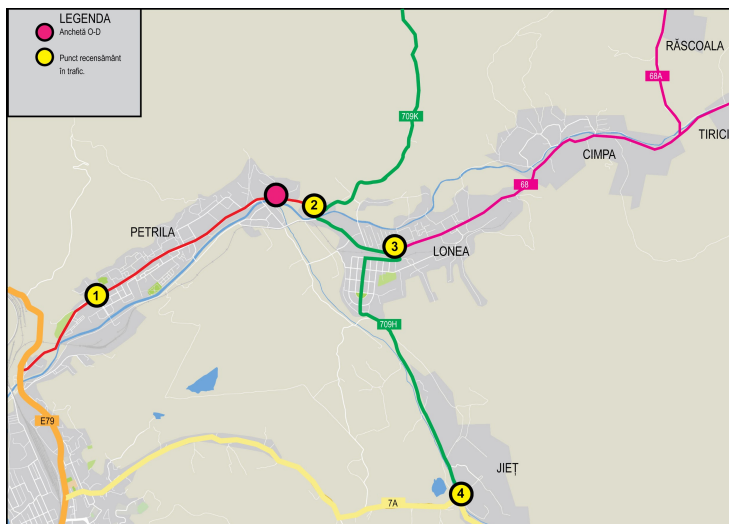 LEGENDA
Anchetă O-D
Punct recensământ
în trafic.
709K
RĂSCOALA
68A
TIRICI
CIMPA
68
2
PETRILA
3
LONEA
1
709H
E79
JIEȚ
4
7A